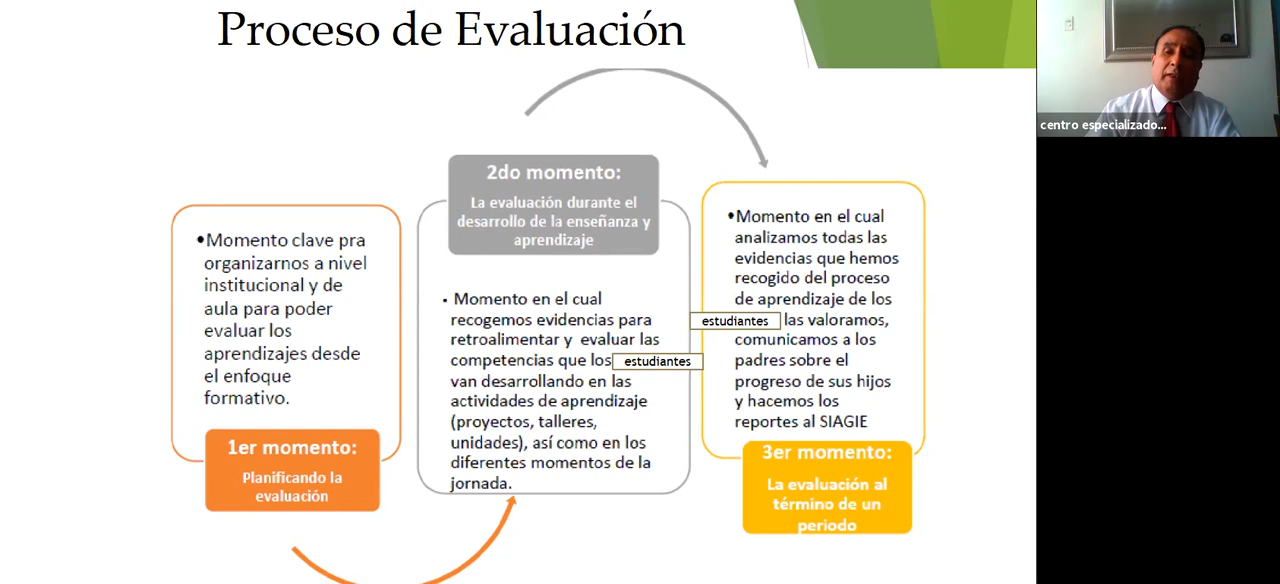 Proceso de Evaluación
•Momento clave pra
organizarnos a nivel
institucional y de
aula para poder
evaluar los
aprendizajes desde
el enfoque
formativo.
1er momento:
Planificando la
evaluación
2do momento:
La evaluación durante el
desarrollo de la enseñanza y
aprendizaje
• Momento en el cual
recogemos evidencias para
retroalimentar y evaluar las
competencias que los estudiantes
van desarrollando en las
actividades de aprendizaje
(proyectos, talleres,
unidades), así como en los
diferentes momentos de la
jornada.
•Momento en el cual
analizamos todas las
evidencias que hemos
recogido del proceso
de aprendizaje de los
estudiantes las valoramos,
comunicamos a los
padres sobre el
progreso de sus hijos
y hacemos los
reportes al SIAGIE
3er momento:
La evaluación al
término de un
periodo
centro especializado...